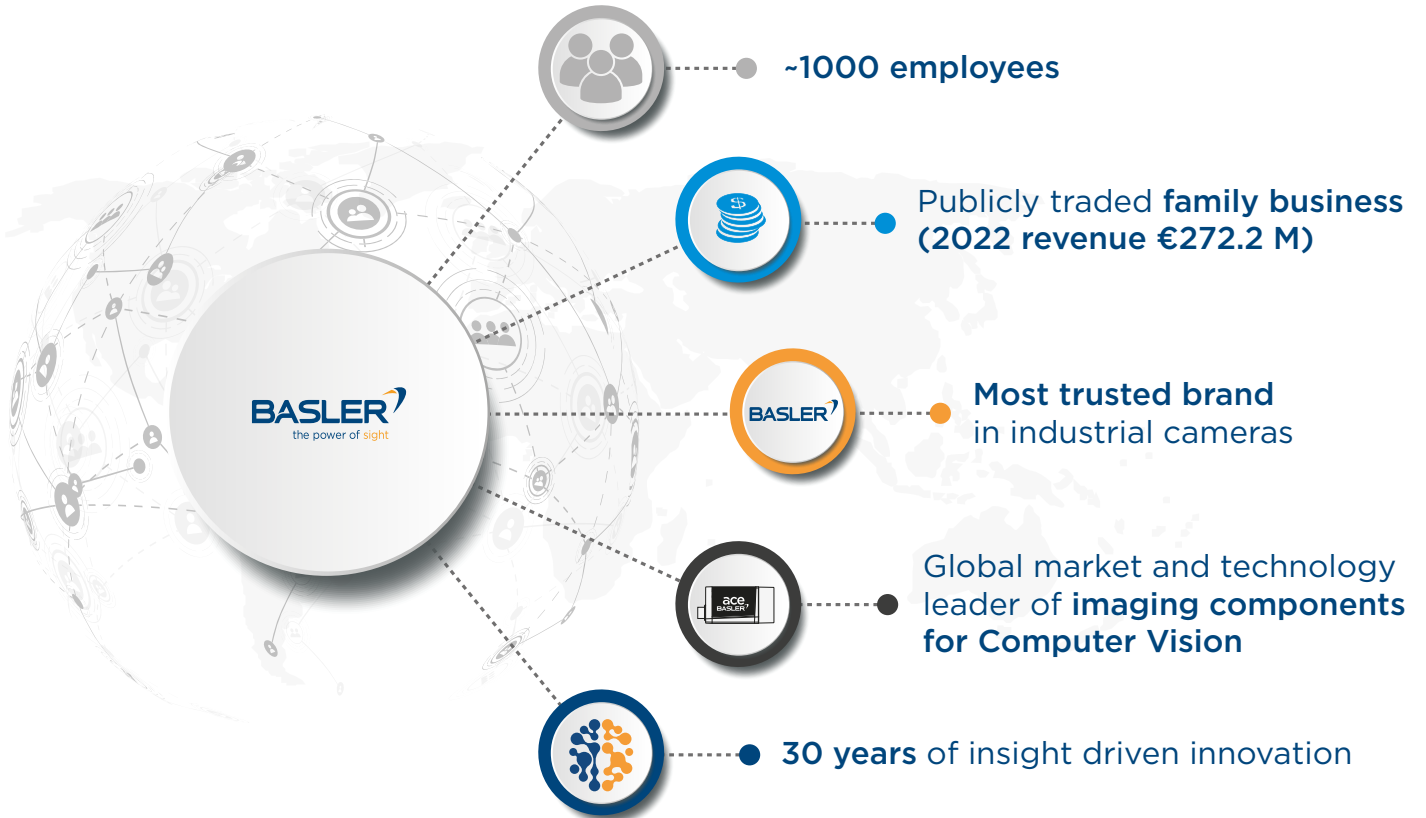 ~1000 employees
$
Publicly traded family business
(2022 revenue €272.2 M)
BASLER
the power of sight
BASLER
Most trusted brand
in industrial cameras
ace
BASLER
Global market and technology
leader of imaging components
for Computer Vision
30 years of insight driven innovation